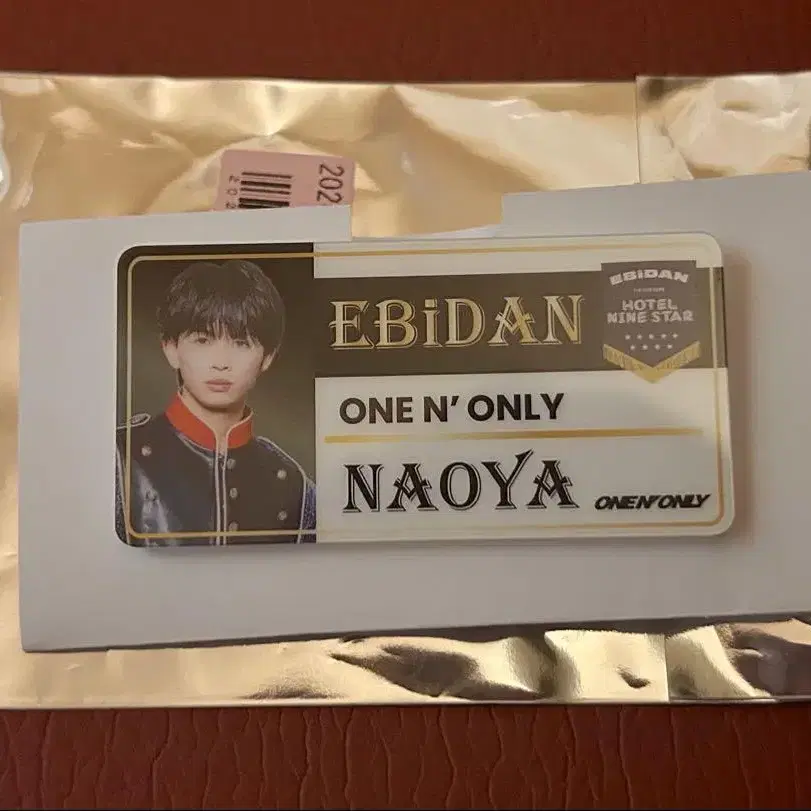 202
EBiDAN
EBiDAN
HOTEL
NINE STAR
ONE N' ONLY
NAOYA
ONE N' ONLY